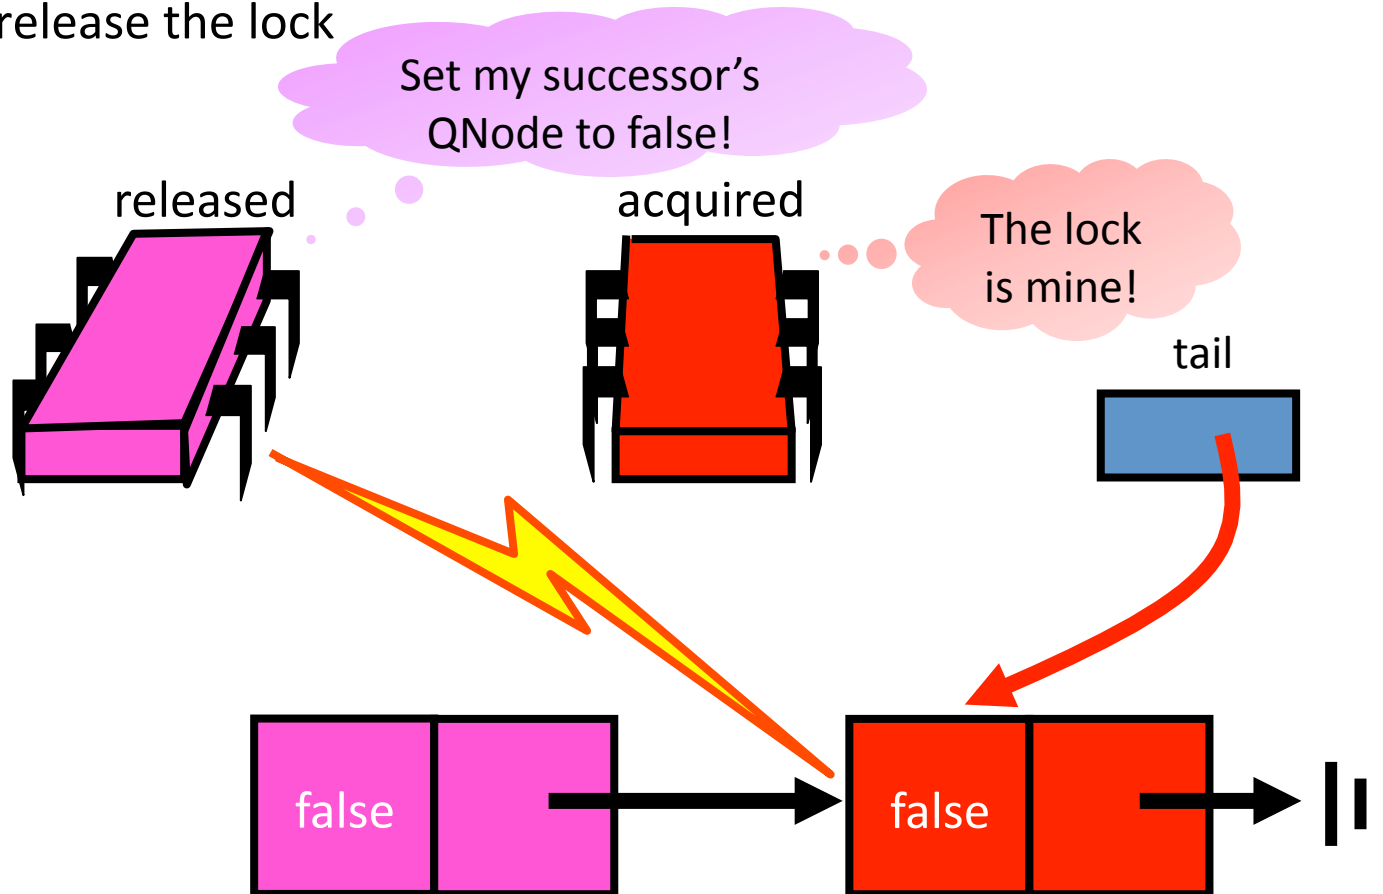 release the lock
Set my successor’s
QNode to false!
released
acquired
The lock
is mine!
tail
false
false